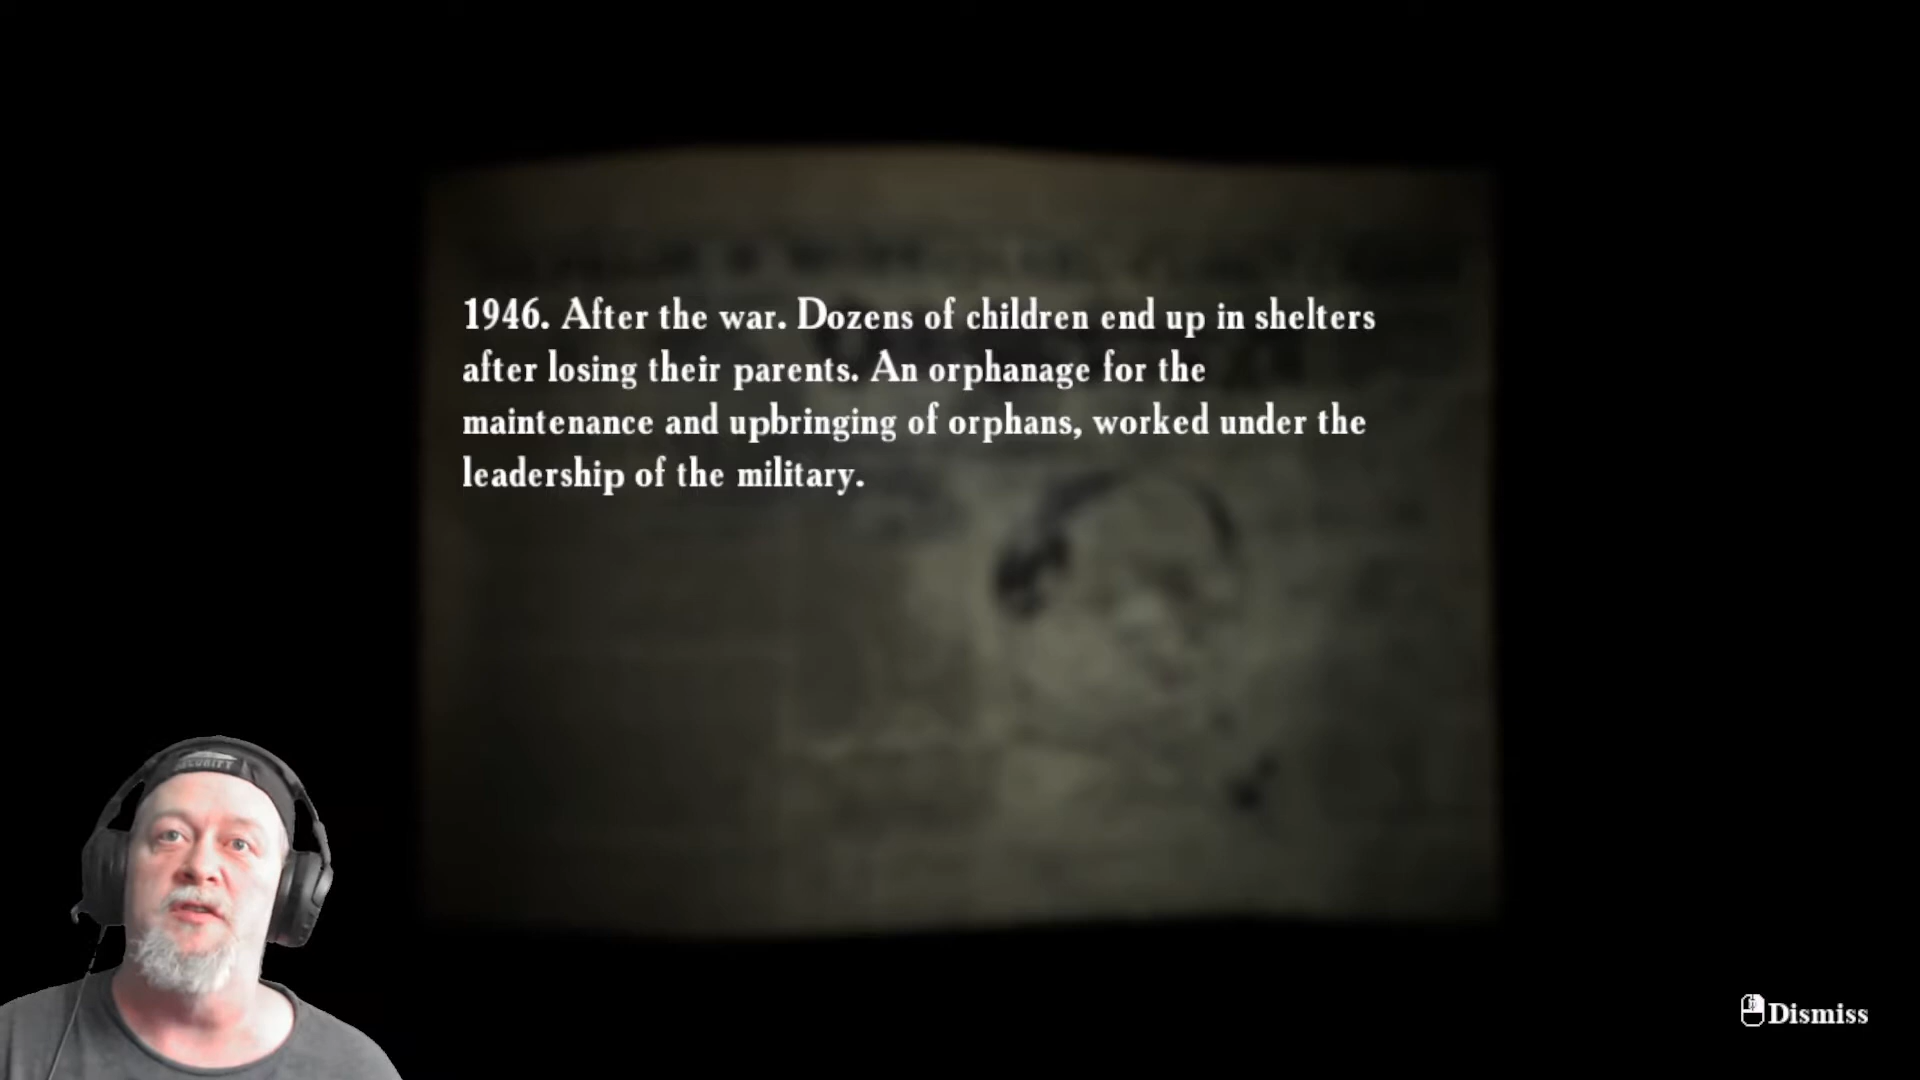 1946. After the war. Dozens of children end up in shelters
after losing their parents. An orphanage for the
maintenance and upbringing of orphans, worked under the
leadership of the military.
SECURITY
Dismiss